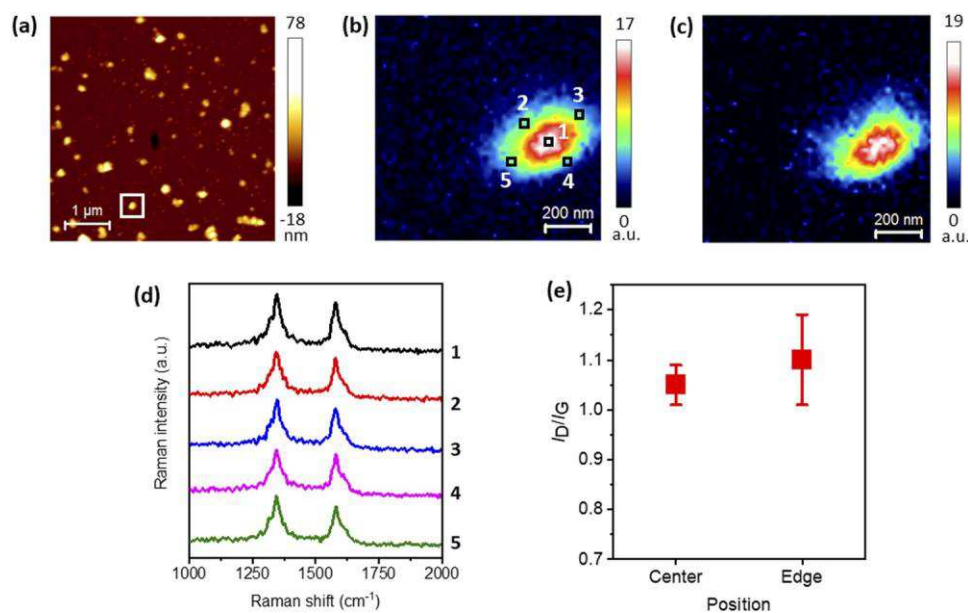 (a)
78
1 μm
-18
nm
(b)
17
1
2
3
4
5
200 nm
0
a.u.
(c)
19
200 nm
0
a.u.
(d)
Raman intensity (a.u.)
1
2
3
4
5
1000
1250
1500
1750
2000
Raman shift (cm⁻¹)
(e)
I_D/I_G
1.2
1.1
1.0
0.9
0.8
0.7
Center
Edge
Position